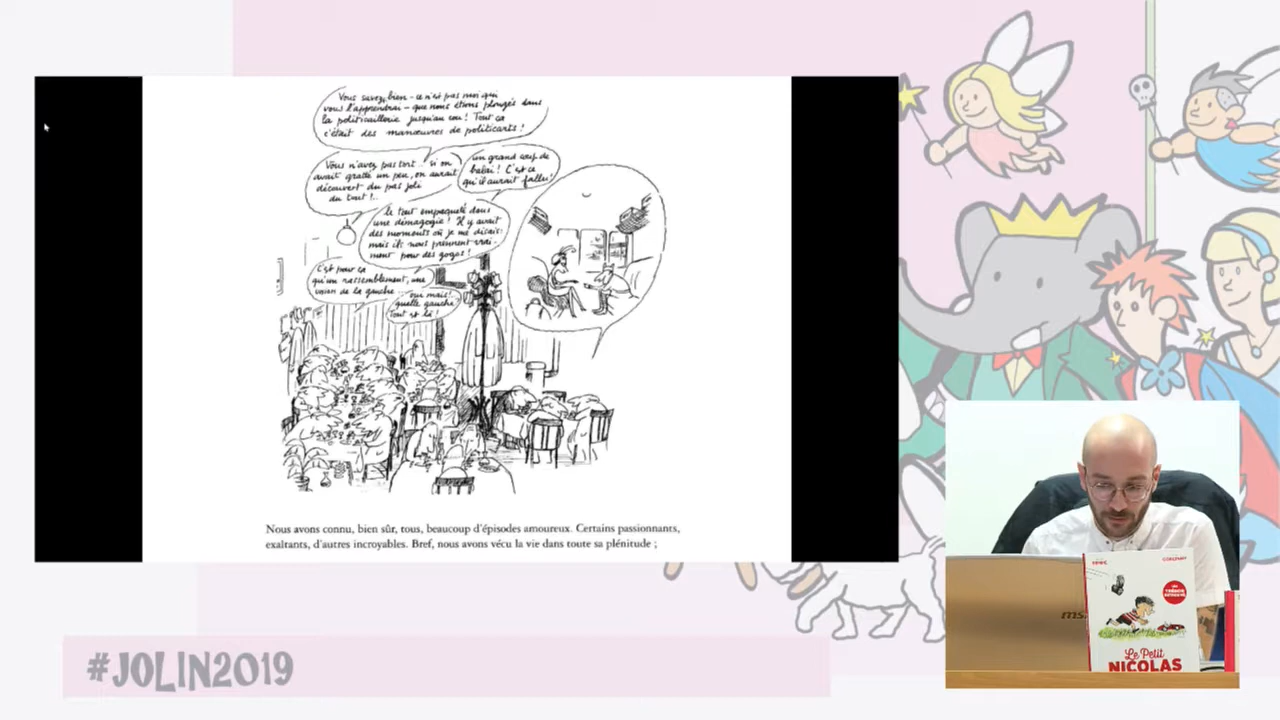 Vous savez bien - ce n'est pas moi qui
vous l'apprendrai - que nous étions plongés dans
la politicaillerie jusqu'au cou ! Tout ça
c'était des manœuvres de politicarts !
Vous n'avez pas tort... si on
avait gratté un peu, on aurait
découvert du pas joli
du tout !..
un grand coup de
balai ! C'est ce
qu'il aurait fallu !
le tout empaqueté dans
une démagogie ! Il y avait
des moments où je me disais :
mais ils nous prennent vrai-
ment pour des gogos !
C'est pour ça
qu'un rassemblement, une
union de la gauche...
oui mais !
quelle gauche
tout est là !
Nous avons connu, bien sûr, tous, beaucoup d'épisodes amoureux. Certains passionnants,
exaltants, d'autres incroyables. Bref, nous avons vécu la vie dans toute sa plénitude ;
#JOLIN2019
Le Petit
NICOLAS